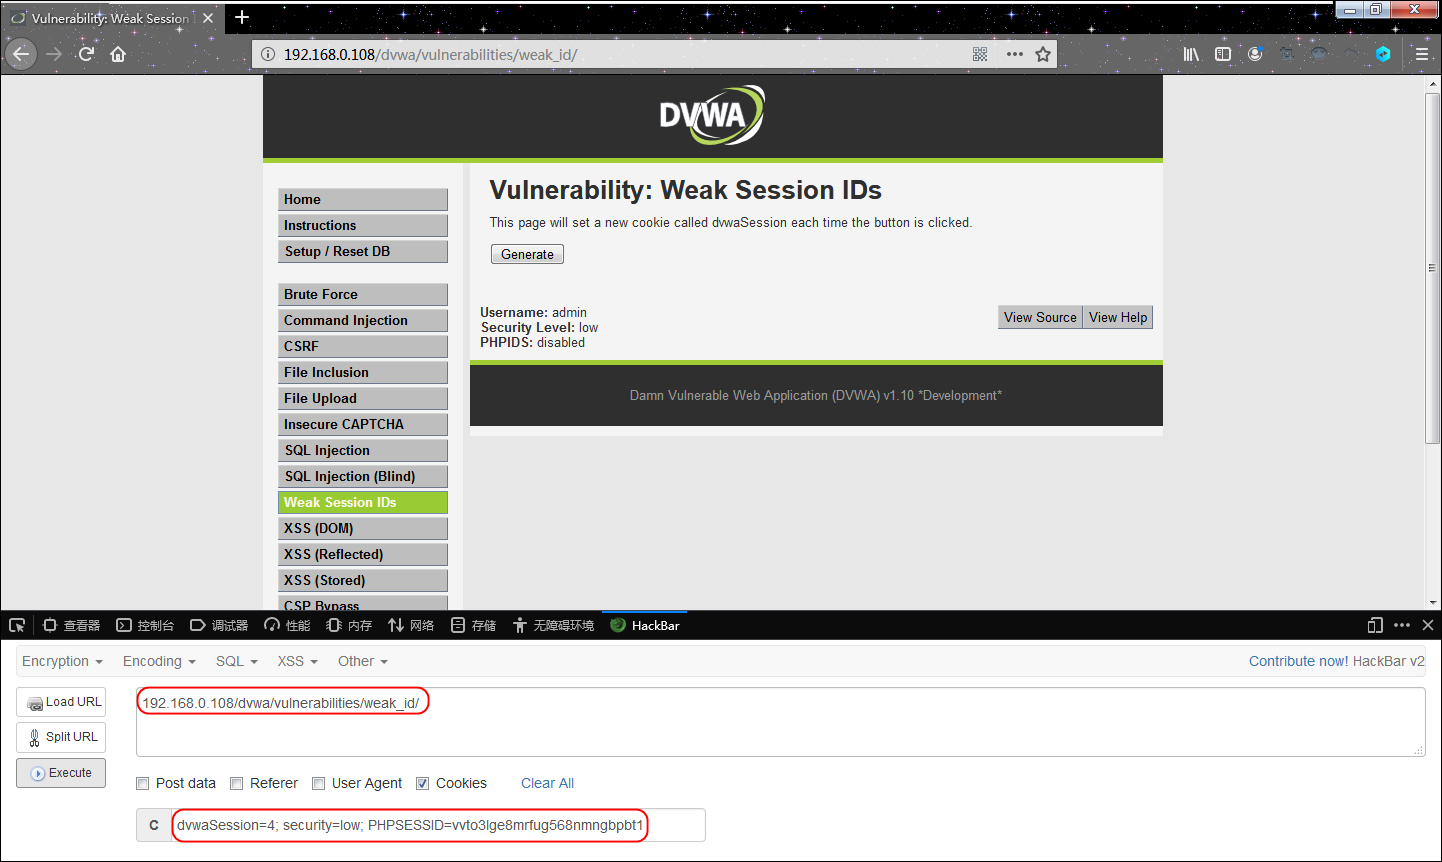 Vulnerability: Weak Session I
192.168.0.108/dvwa/vulnerabilities/weak_id/
DVWA
Home
Instructions
Setup / Reset DB
Brute Force
Command Injection
CSRF
File Inclusion
File Upload
Insecure CAPTCHA
SQL Injection
SQL Injection (Blind)
Weak Session IDs
XSS (DOM)
XSS (Reflected)
XSS (Stored)
CSP Bypass
Vulnerability: Weak Session IDs
This page will set a new cookie called dvwaSession each time the button is clicked.
Generate
Username: admin
Security Level: low
PHPIDS: disabled
View Source View Help
Damn Vulnerable Web Application (DVWA) v1.10 *Development*
查看器 控制台 调试器 性能 内存 网络 存储 无障碍环境 HackBar
Encryption Encoding SQL XSS Other Contribute now! HackBar v2
Load URL
Split URL
Execute
192.168.0.108/dvwa/vulnerabilities/weak_id/
Post data Referer User Agent Cookies Clear All
C dvwaSession=4; security=low; PHPSESSID=vvto3lge8mrfug568nmngbpbt1